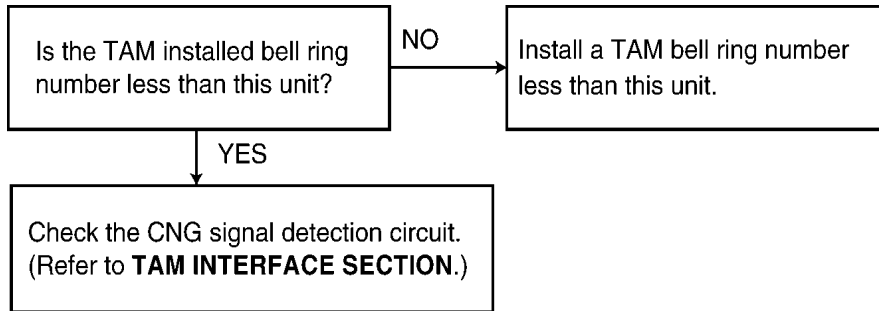 Is the TAM installed bell ring
number less than this unit?
NO
Install a TAM bell ring number
less than this unit.
YES
Check the CNG signal detection circuit.
(Refer to TAM INTERFACE SECTION.)